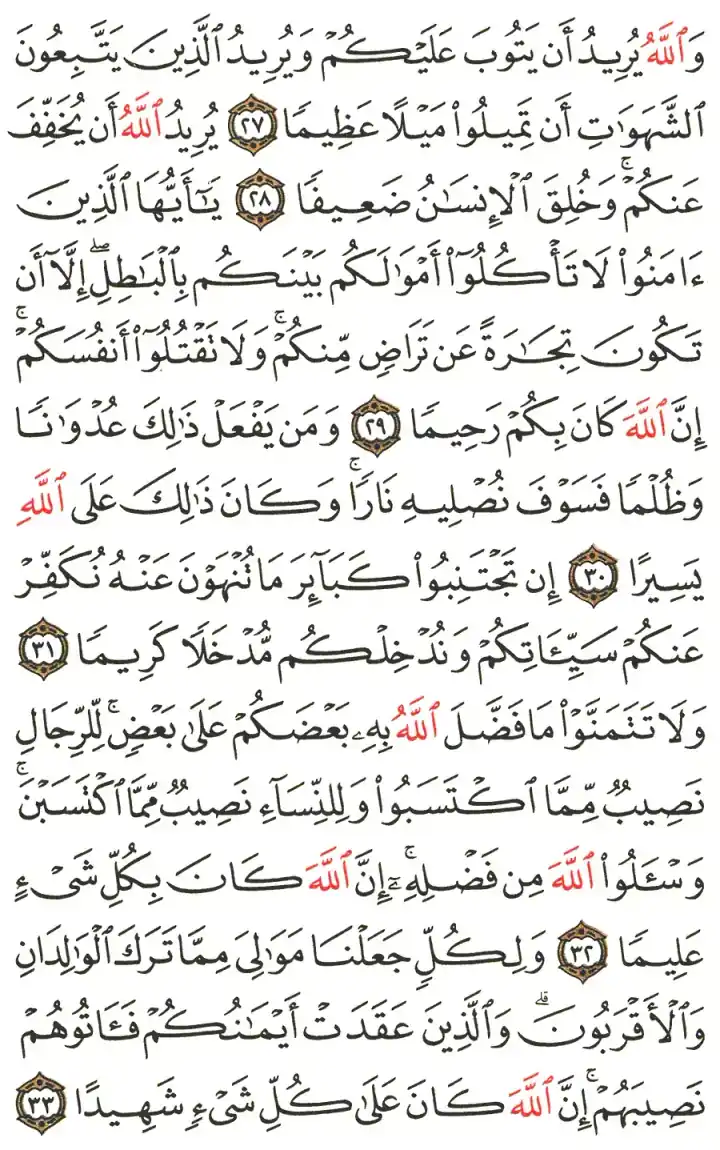 وَٱللَّهُ يُرِيدُ أَن يَتُوبَ عَلَيْكُمْ وَيُرِيدُ ٱلَّذِينَ يَتَّبِعُونَ
ٱلشَّهَوَٰتِ أَن تَمِيلُوا۟ مَيْلًا عَظِيمًا ٢٧ يُرِيدُ ٱللَّهُ أَن يُخَفِّفَ
عَنكُمْ ۚ وَخُلِقَ ٱلْإِنسَٰنُ ضَعِيفًا ٢٨ يَٰٓأَيُّهَا ٱلَّذِينَ
ءَامَنُوا۟ لَا تَأْكُلُوٓا۟ أَمْوَٰلَكُم بَيْنَكُم بِٱلْبَٰطِلِ ۖ إِلَّآ أَن
تَكُونَ تِجَٰرَةً عَن تَرَاضٍ مِّنكُمْ ۚ وَلَا تَقْتُلُوٓا۟ أَنفُسَكُمْ ۚ
إِنَّ ٱللَّهَ كَانَ بِكُمْ رَحِيمًا ٢٩ وَمَن يَفْعَلْ ذَٰلِكَ عُدْوَٰنًا
وَظُلْمًا فَسَوْفَ نُصْلِيهِ نَارًا ۚ وَكَانَ ذَٰلِكَ عَلَى ٱللَّهِ
يَسِيرًا ٣٠ إِن تَجْتَنِبُوا۟ كَبَآئِرَ مَا تُنْهَوْنَ عَنْهُ نُكَفِّرْ
عَنكُمْ سَيِّـَٔاتِكُمْ وَنُدْخِلْكُم مُّدْخَلًا كَرِيمًا ٣١
وَلَا تَتَمَنَّوْا۟ مَا فَضَّلَ ٱللَّهُ بِهِۦ بَعْضَكُمْ عَلَىٰ بَعْضٍ ۚ لِّلرِّجَالِ
نَصِيبٌ مِّمَّا ٱكْتَسَبُوا۟ وَلِلنِّسَآءِ نَصِيبٌ مِّمَّا ٱكْتَسَبْنَ ۚ
وَسْـَٔلُوا۟ ٱللَّهَ مِن فَضْلِهِۦٓ ۚ إِنَّ ٱللَّهَ كَانَ بِكُلِّ شَىْءٍ
عَلِيمًا ٣٢ وَلِكُلٍّ جَعَلْنَا مَوَٰلِىَ مِمَّا تَرَكَ ٱلْوَٰلِدَانِ
وَٱلْأَقْرَبُونَ ۗ وَٱلَّذِينَ عَقَدَتْ أَيْمَٰنُكُمْ فَـَٔاتُوهُمْ
نَصِيبَهُمْ ۚ إِنَّ ٱللَّهَ كَانَ عَلَىٰ كُلِّ شَىْءٍ شَهِيدًا ٣٣